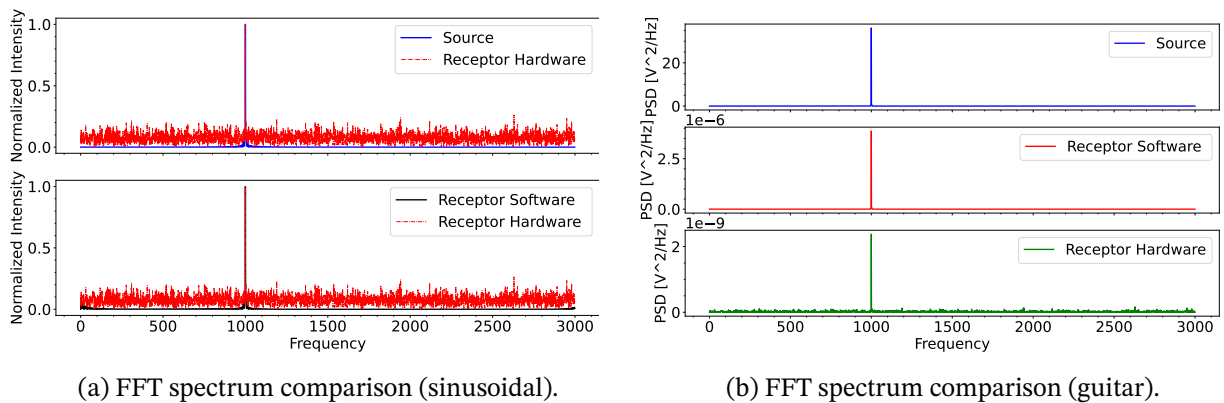 Normalized Intensity
1.0
0.5
0.0
Source
Receptor Hardware
Normalized Intensity
1.0
0.5
0.0
Receptor Software
Receptor Hardware
0 500 1000 1500 2000 2500 3000
Frequency
(a) FFT spectrum comparison (sinusoidal).
PSD [V^2/Hz]
20
0
Source
1e-6
PSD [V^2/Hz]
2.5
0.0
Receptor Software
1e-9
PSD [V^2/Hz]
2
0
Receptor Hardware
0 500 1000 1500 2000 2500 3000
Frequency
(b) FFT spectrum comparison (guitar).